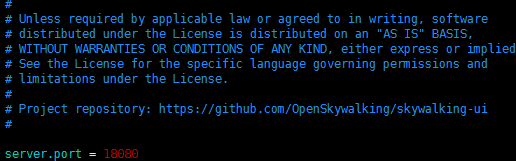 #
# Unless required by applicable law or agreed to in writing, software
# distributed under the License is distributed on an "AS IS" BASIS,
# WITHOUT WARRANTIES OR CONDITIONS OF ANY KIND, either express or implied
# See the License for the specific language governing permissions and
# limitations under the License.
#
# Project repository: https://github.com/OpenSkywalking/skywalking-ui
#
server.port = 18080